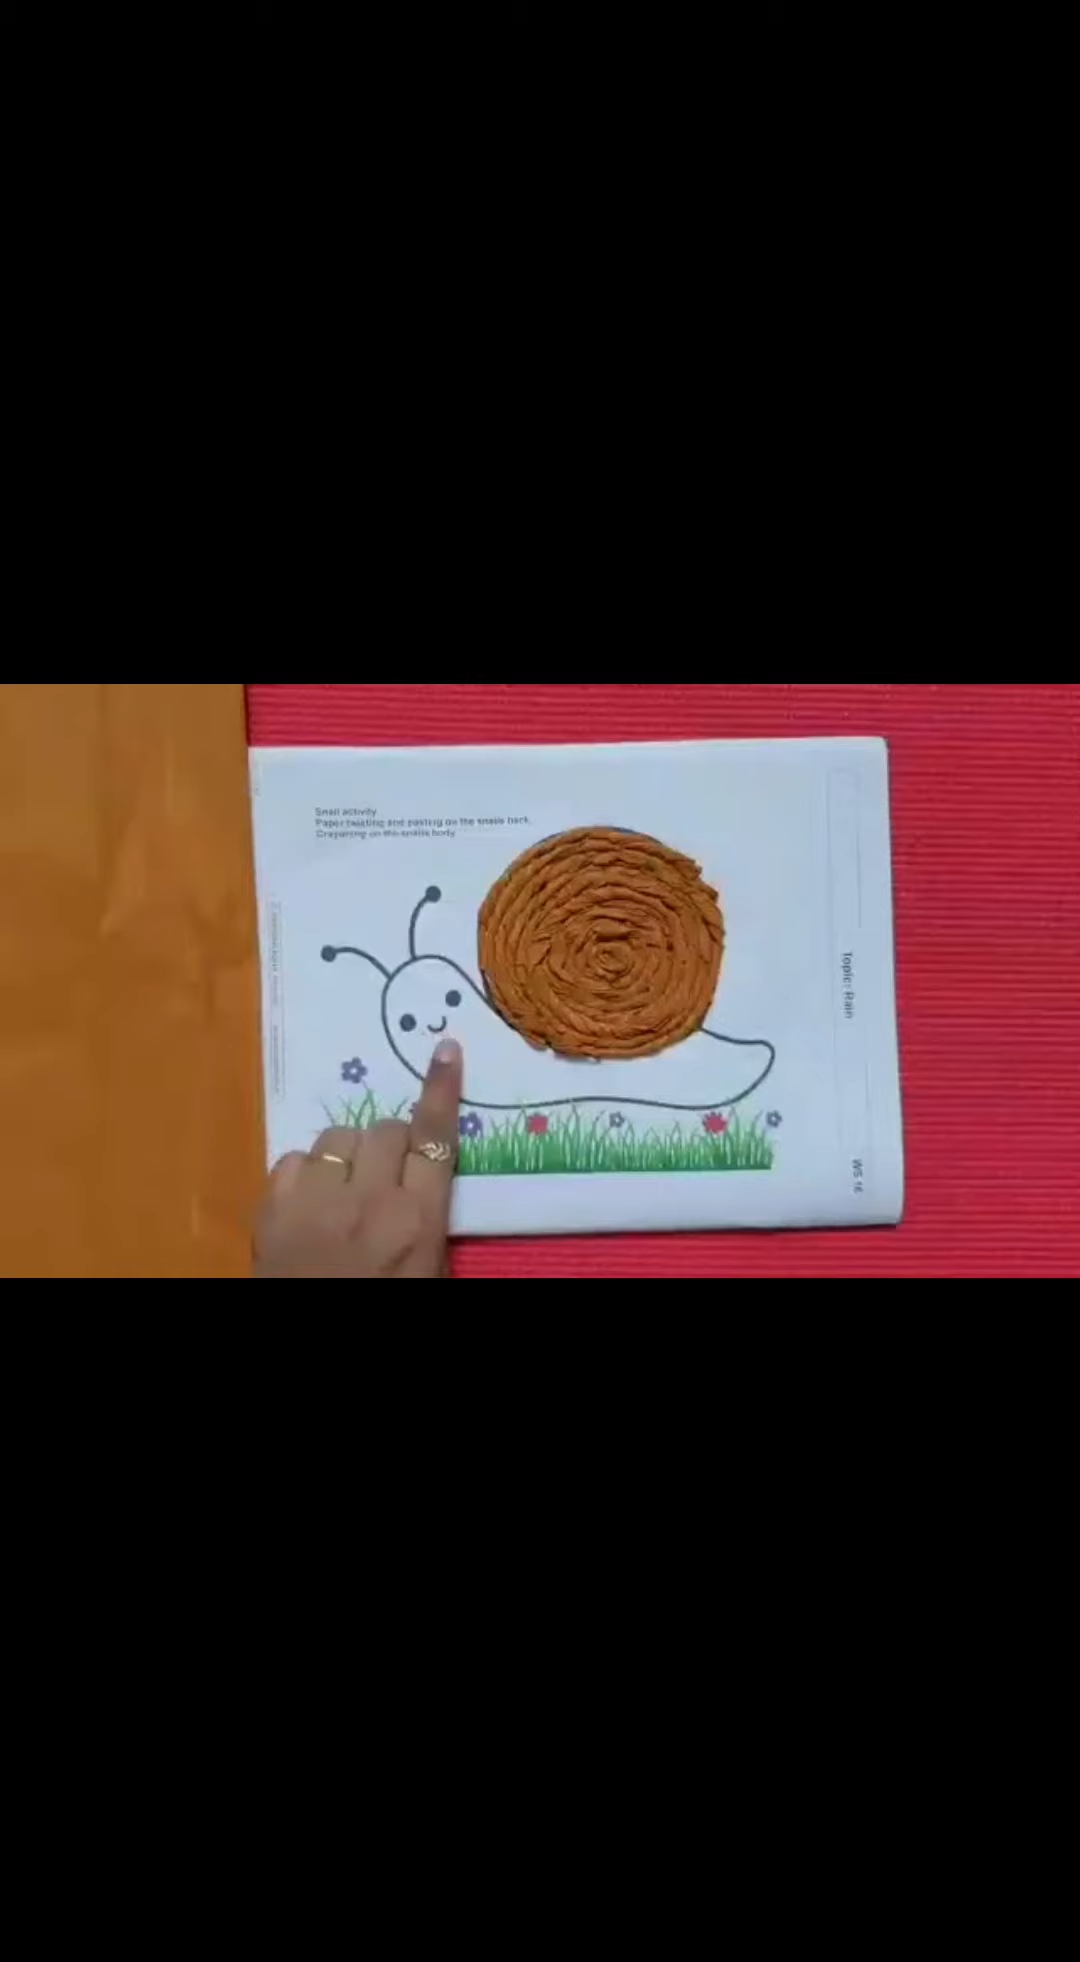 Snail activity
Paper twisting and pasting on the snails back
Crayoning on the snails body
Topic: Rain
WS 16